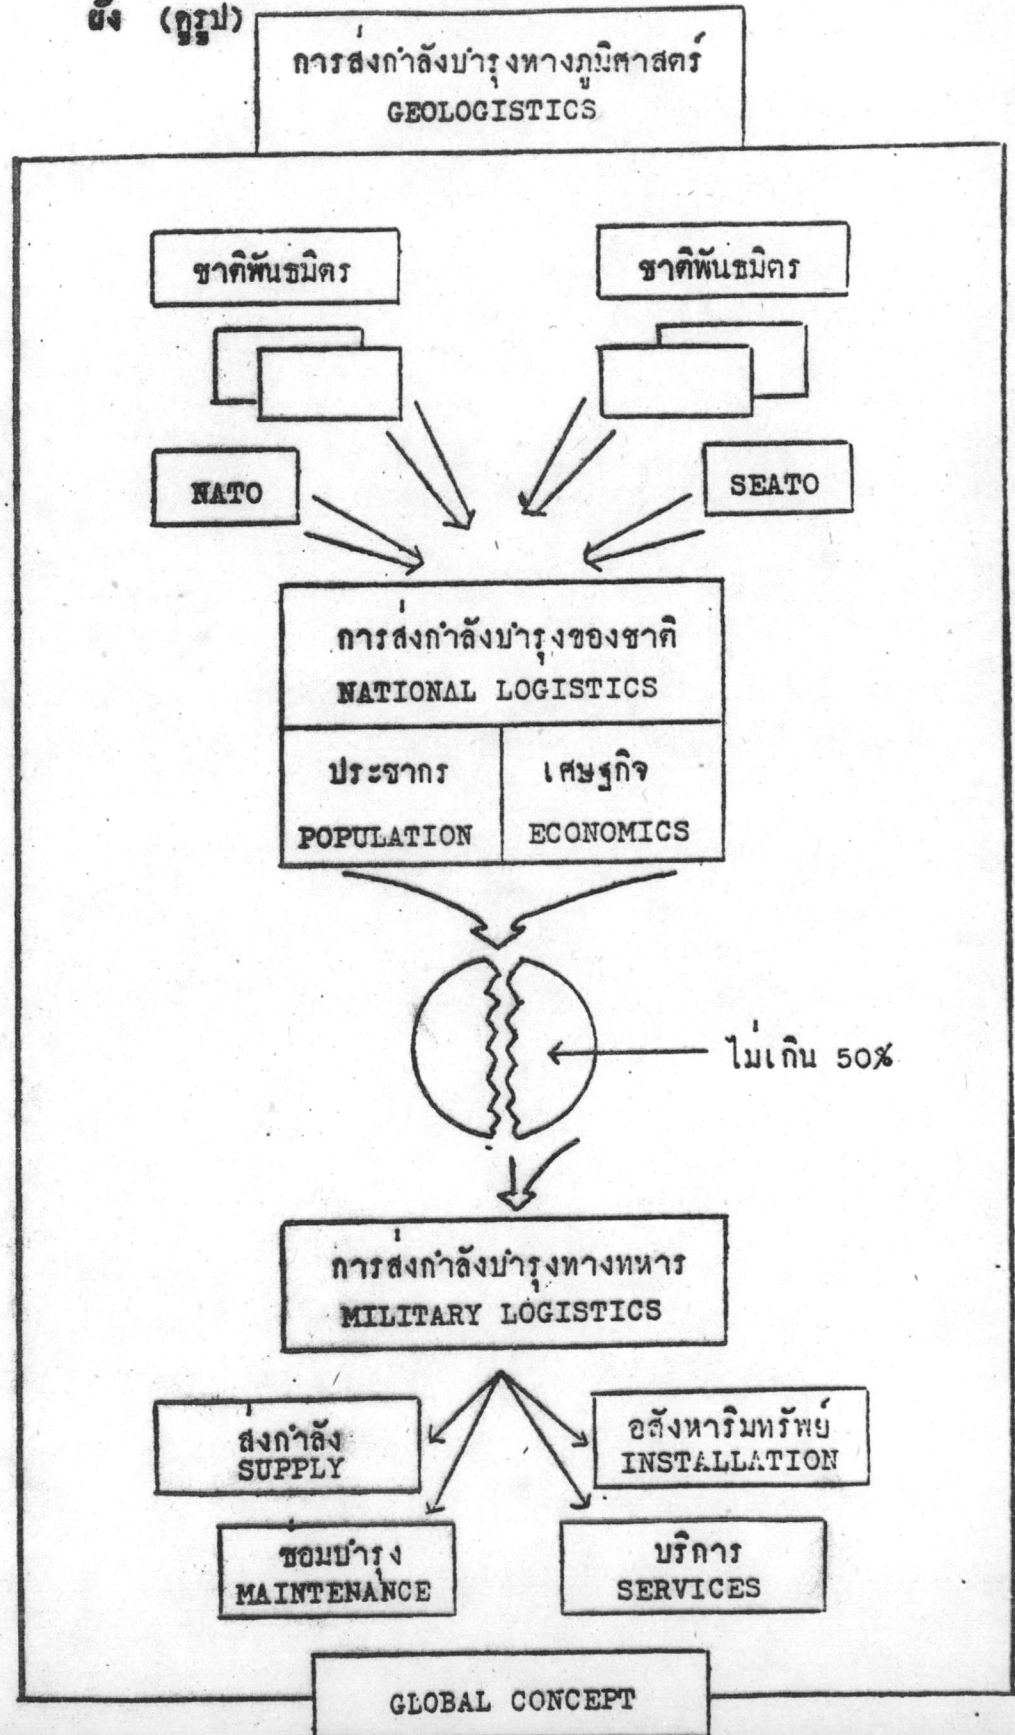 ยัง (ดูรูป)
การส่งกำลังบำรุงทางภูมิศาสตร์
GEOLOGISTICS
ชาติพันธมิตร
ชาติพันธมิตร
NATO
SEATO
การส่งกำลังบำรุงของชาติ
NATIONAL LOGISTICS
ประชากร
เศษฐกิจ
POPULATION
ECONOMICS
ไม่เกิน 50%
การส่งกำลังบำรุงทางทหาร
MILITARY LOGISTICS
ส่งกำลัง
SUPPLY
อสังหาริมทรัพย์
INSTALLATION
ซ่อมบำรุง
MAINTENANCE
บริการ
SERVICES
GLOBAL CONCEPT